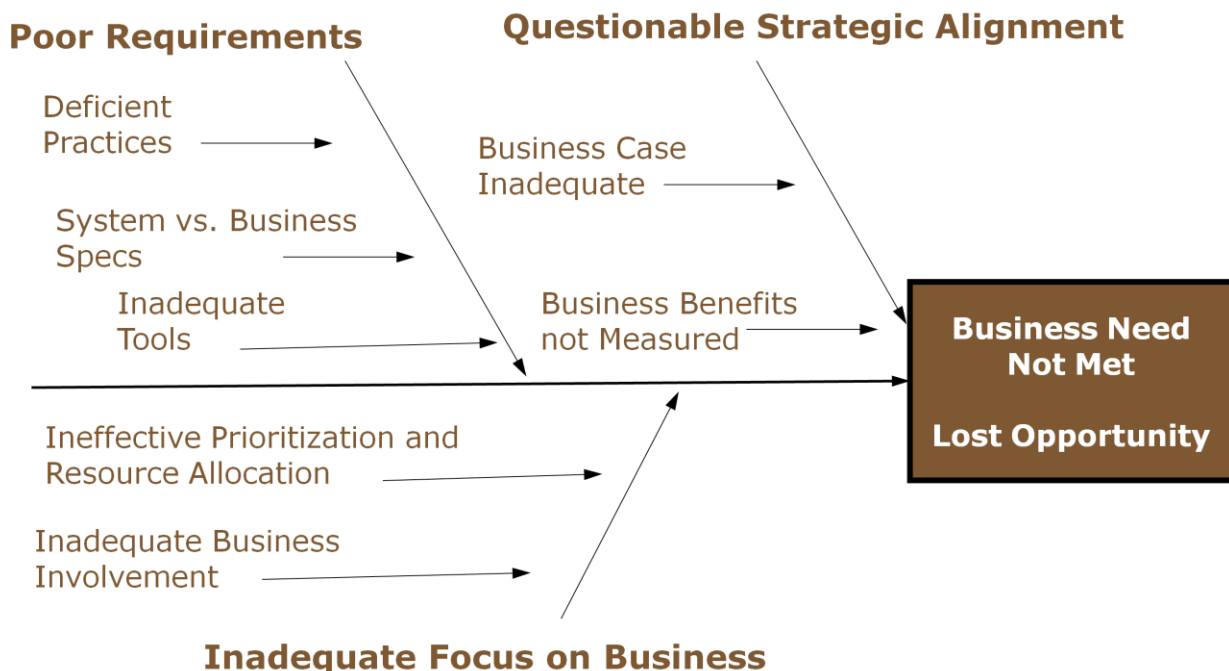 Poor Requirements
Questionable Strategic Alignment
Deficient
Practices
Business Case
Inadequate
System vs. Business
Specs
Inadequate
Tools
Business Benefits
not Measured
Business Need
Not Met
Lost Opportunity
Ineffective Prioritization and
Resource Allocation
Inadequate Business
Involvement
Inadequate Focus on Business